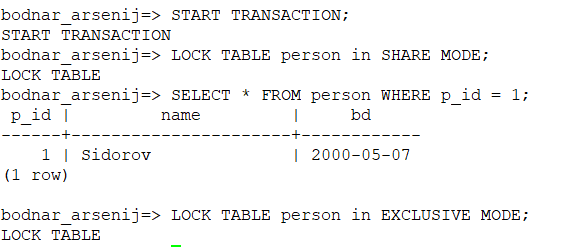 bodnar_arsenij=> START TRANSACTION;
START TRANSACTION
bodnar_arsenij=> LOCK TABLE person in SHARE MODE;
LOCK TABLE
bodnar_arsenij=> SELECT * FROM person WHERE p_id = 1;
 p_id |         name         |     bd
------+----------------------+------------
    1 | Sidorov              | 2000-05-07
(1 row)

bodnar_arsenij=> LOCK TABLE person in EXCLUSIVE MODE;
LOCK TABLE